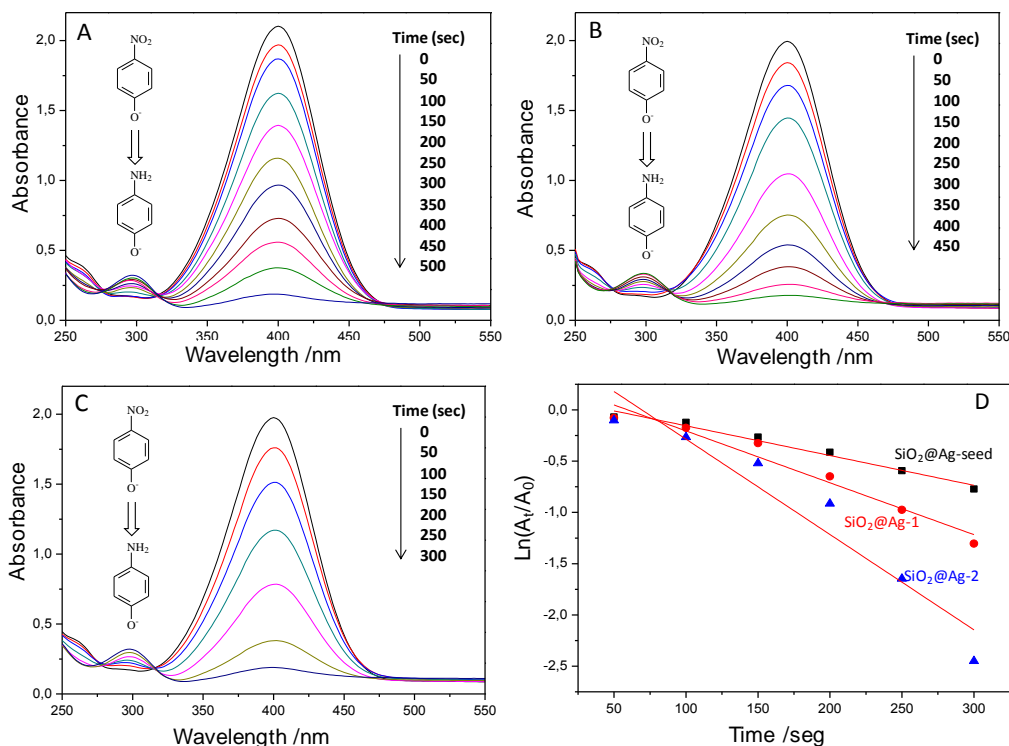 A
NO₂
O⁻
NH₂
O⁻
Time (sec)
0
50
100
150
200
250
300
350
400
450
500
2,0
1,5
1,0
0,5
0,0
Absorbance
250 300 350 400 450 500 550
Wavelength /nm
B
NO₂
O⁻
NH₂
O⁻
Time (sec)
0
50
100
150
200
250
300
350
400
450
2,0
1,5
1,0
0,5
0,0
Absorbance
250 300 350 400 450 500 550
Wavelength /nm
C
NO₂
O⁻
NH₂
O⁻
Time (sec)
0
50
100
150
200
250
300
2,0
1,5
1,0
0,5
0,0
Absorbance
250 300 350 400 450 500 550
Wavelength /nm
D
0,0
-0,5
-1,0
-1,5
-2,0
-2,5
Ln(Aₜ/A₀)
SiO₂@Ag-seed
SiO₂@Ag-1
SiO₂@Ag-2
50 100 150 200 250 300
Time /seg